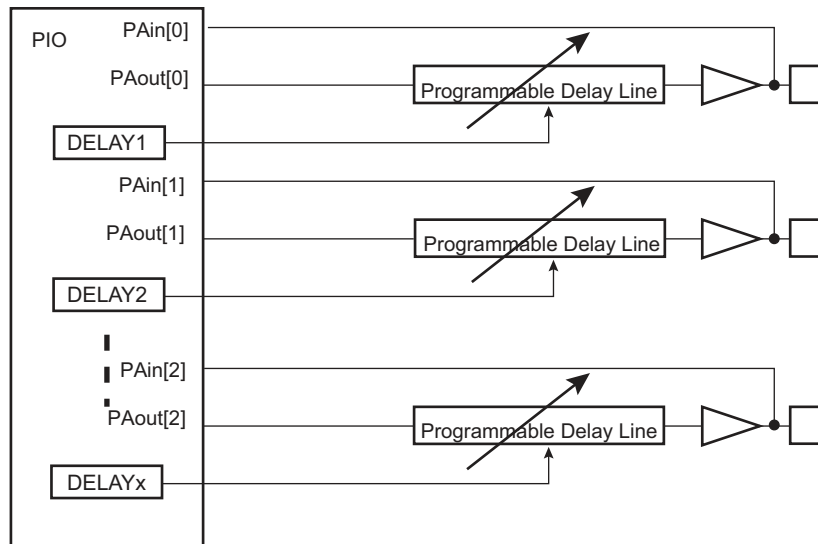 PIO
PAin[0]
PAout[0]
Programmable Delay Line
DELAY1
PAin[1]
PAout[1]
Programmable Delay Line
DELAY2
PAin[2]
PAout[2]
Programmable Delay Line
DELAYx